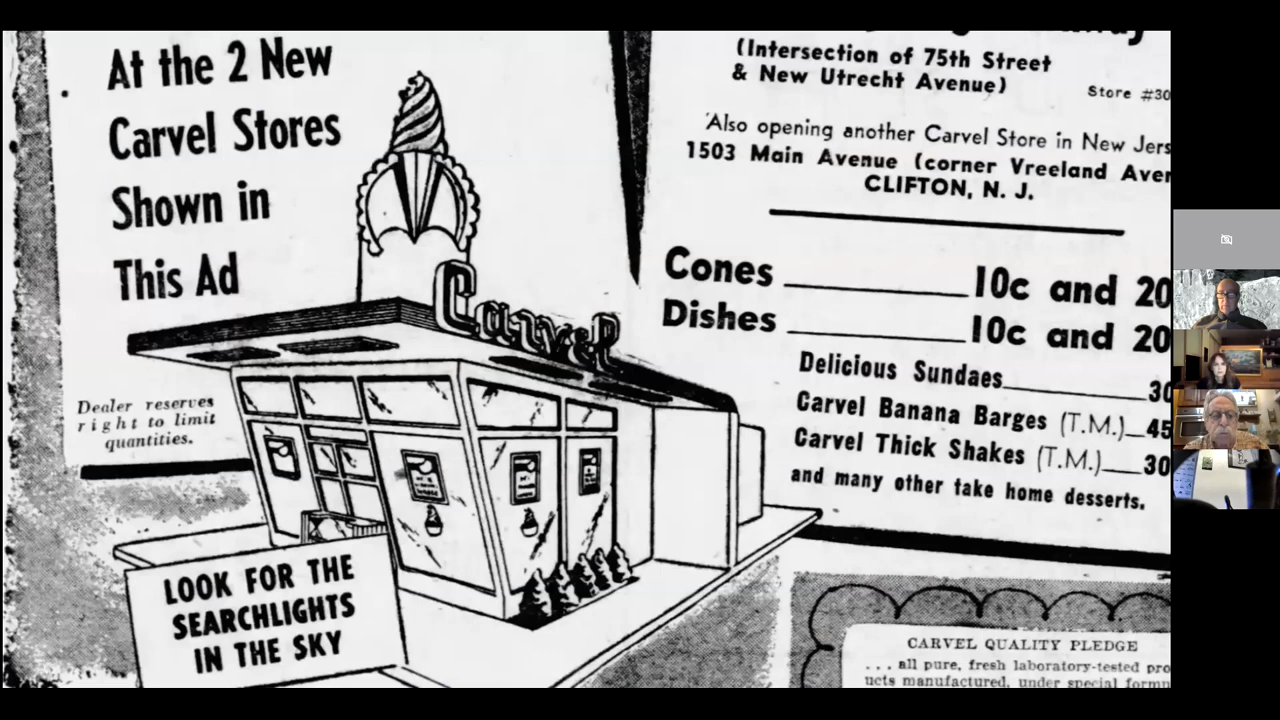 At the 2 New
Carvel Stores
Shown in
This Ad
Carvel
Dealer reserves
right to limit
quantities.
LOOK FOR THE
SEARCHLIGHTS
IN THE SKY
(Intersection of 75th Street
& New Utrecht Avenue)
Store #30
Also opening another Carvel Store in New Jers
1503 Main Avenue (corner Vreeland Aven
CLIFTON, N. J.
Cones 10c and 20
Dishes 10c and 20
Delicious Sundaes 30
Carvel Banana Barges (T.M.) 45
Carvel Thick Shakes (T.M.) 30
and many other take home desserts.
CARVEL QUALITY PLEDGE
... all pure, fresh laboratory-tested pro
ucts manufactured, under special formu